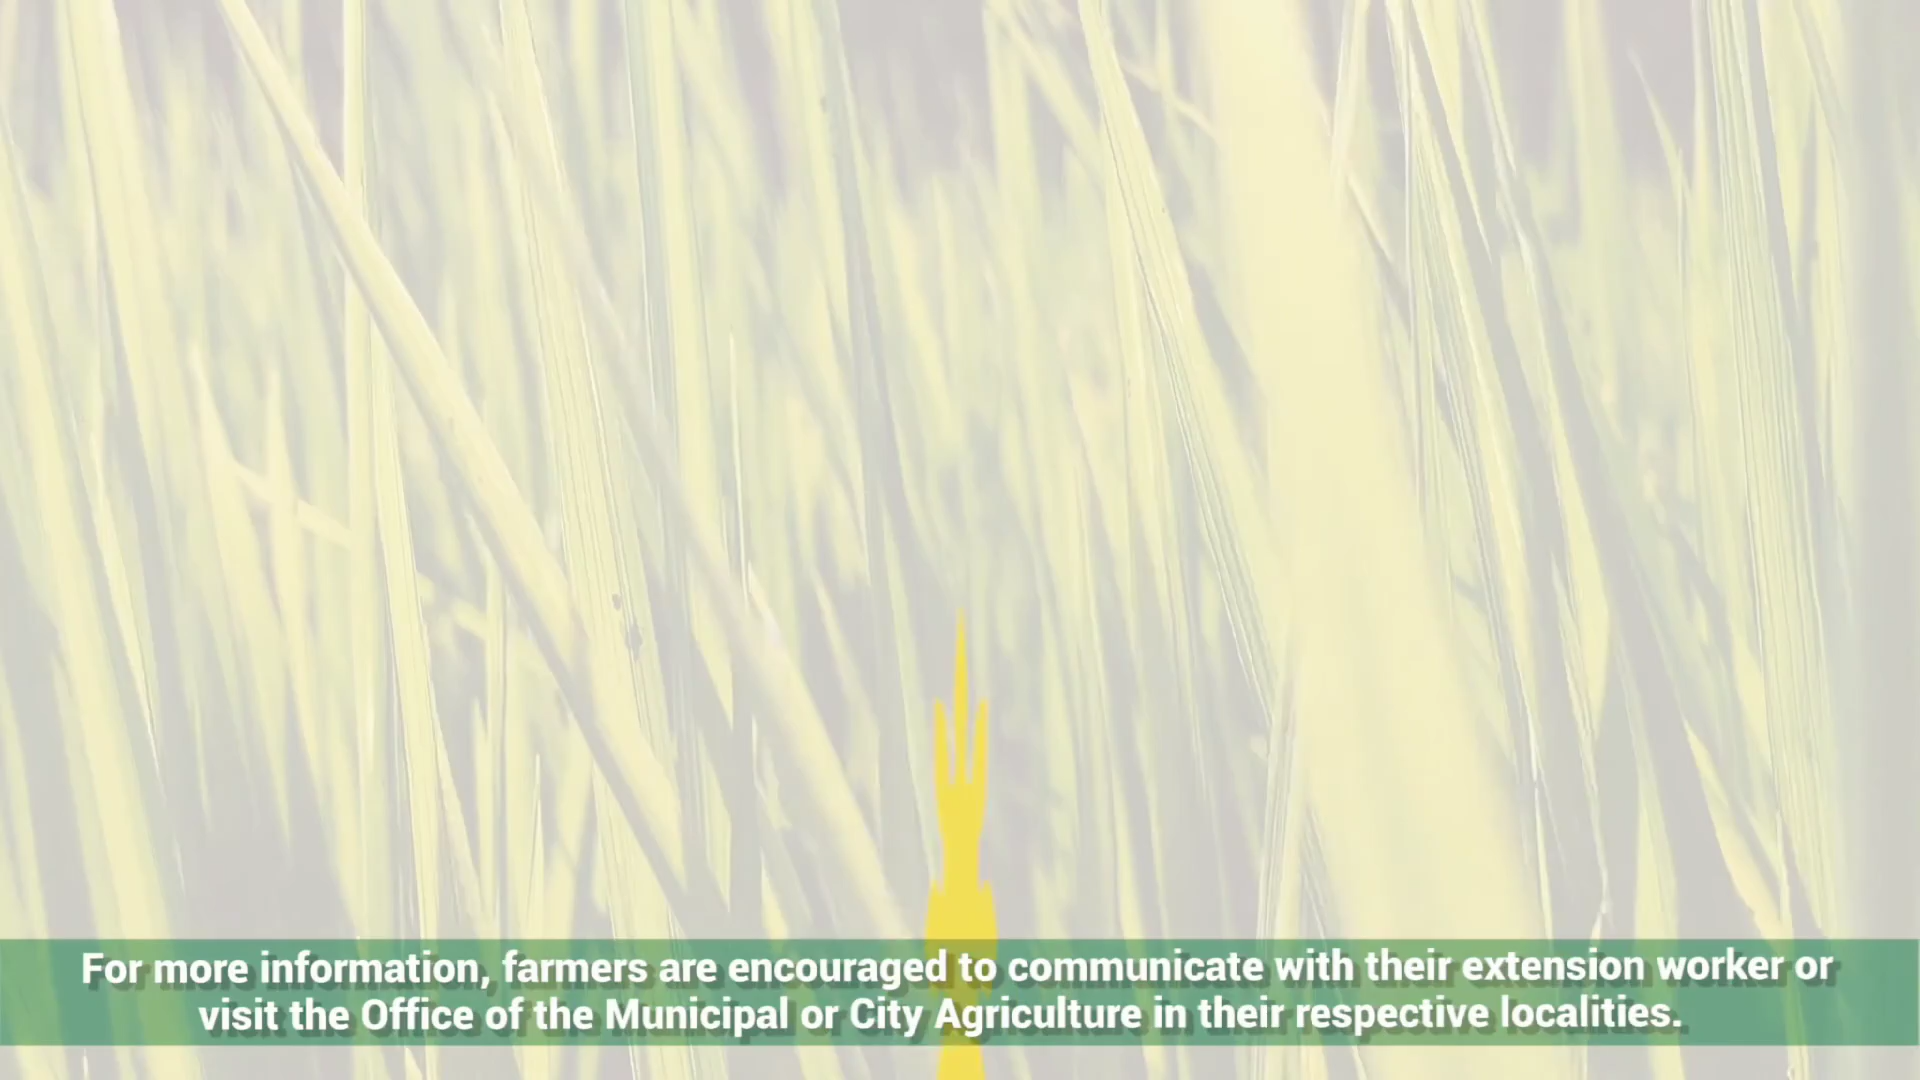 For more information, farmers are encouraged to communicate with their extension worker or
visit the Office of the Municipal or City Agriculture in their respective localities.